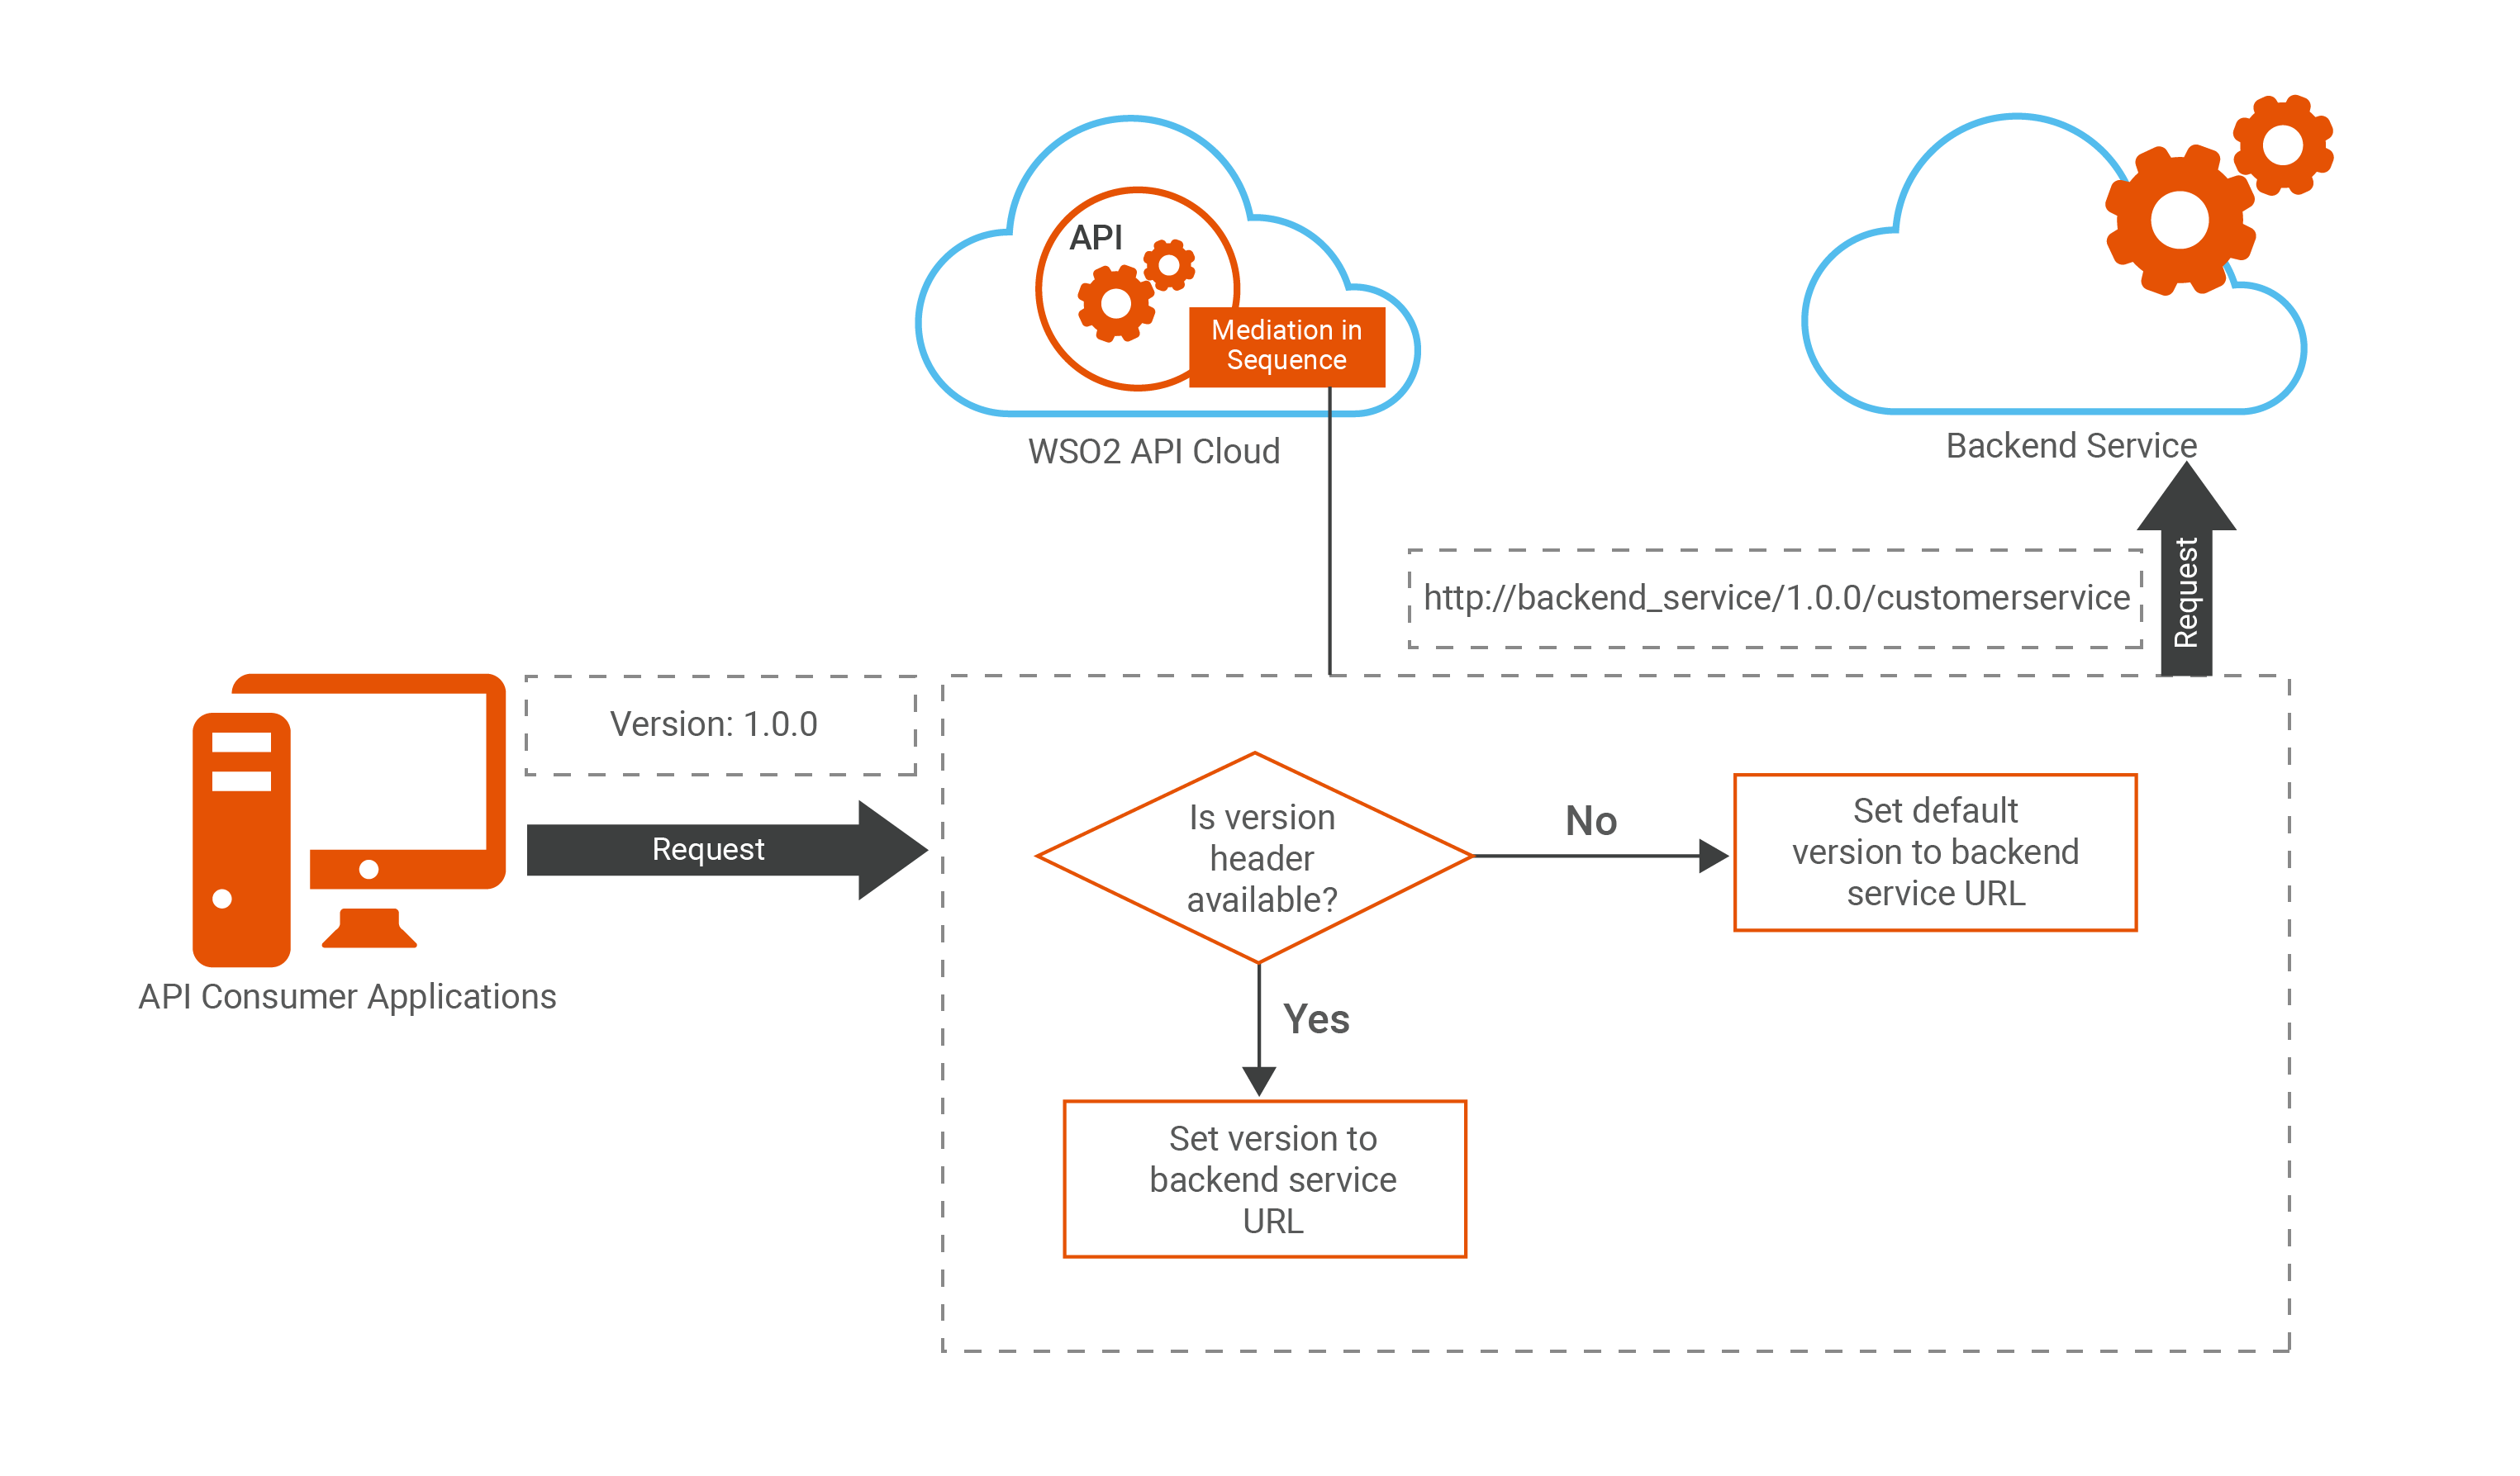 API
Mediation in
Sequence
WSO2 API Cloud
Backend Service
http://backend_service/1.0.0/customerservice
Request
Version: 1.0.0
Request
API Consumer Applications
Is version
header
available?
No
Set default
version to backend
service URL
Yes
Set version to
backend service
URL